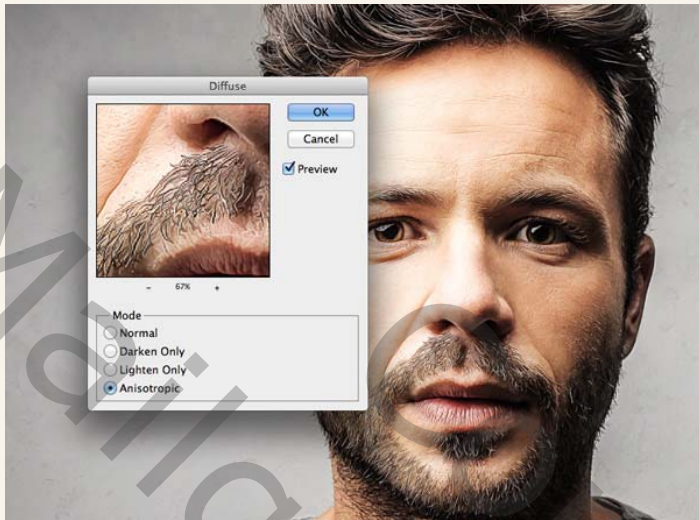 Diffuse
OK
Cancel
Preview
- 67% +
Mode
Normal
Darken Only
Lighten Only
Anisotropic